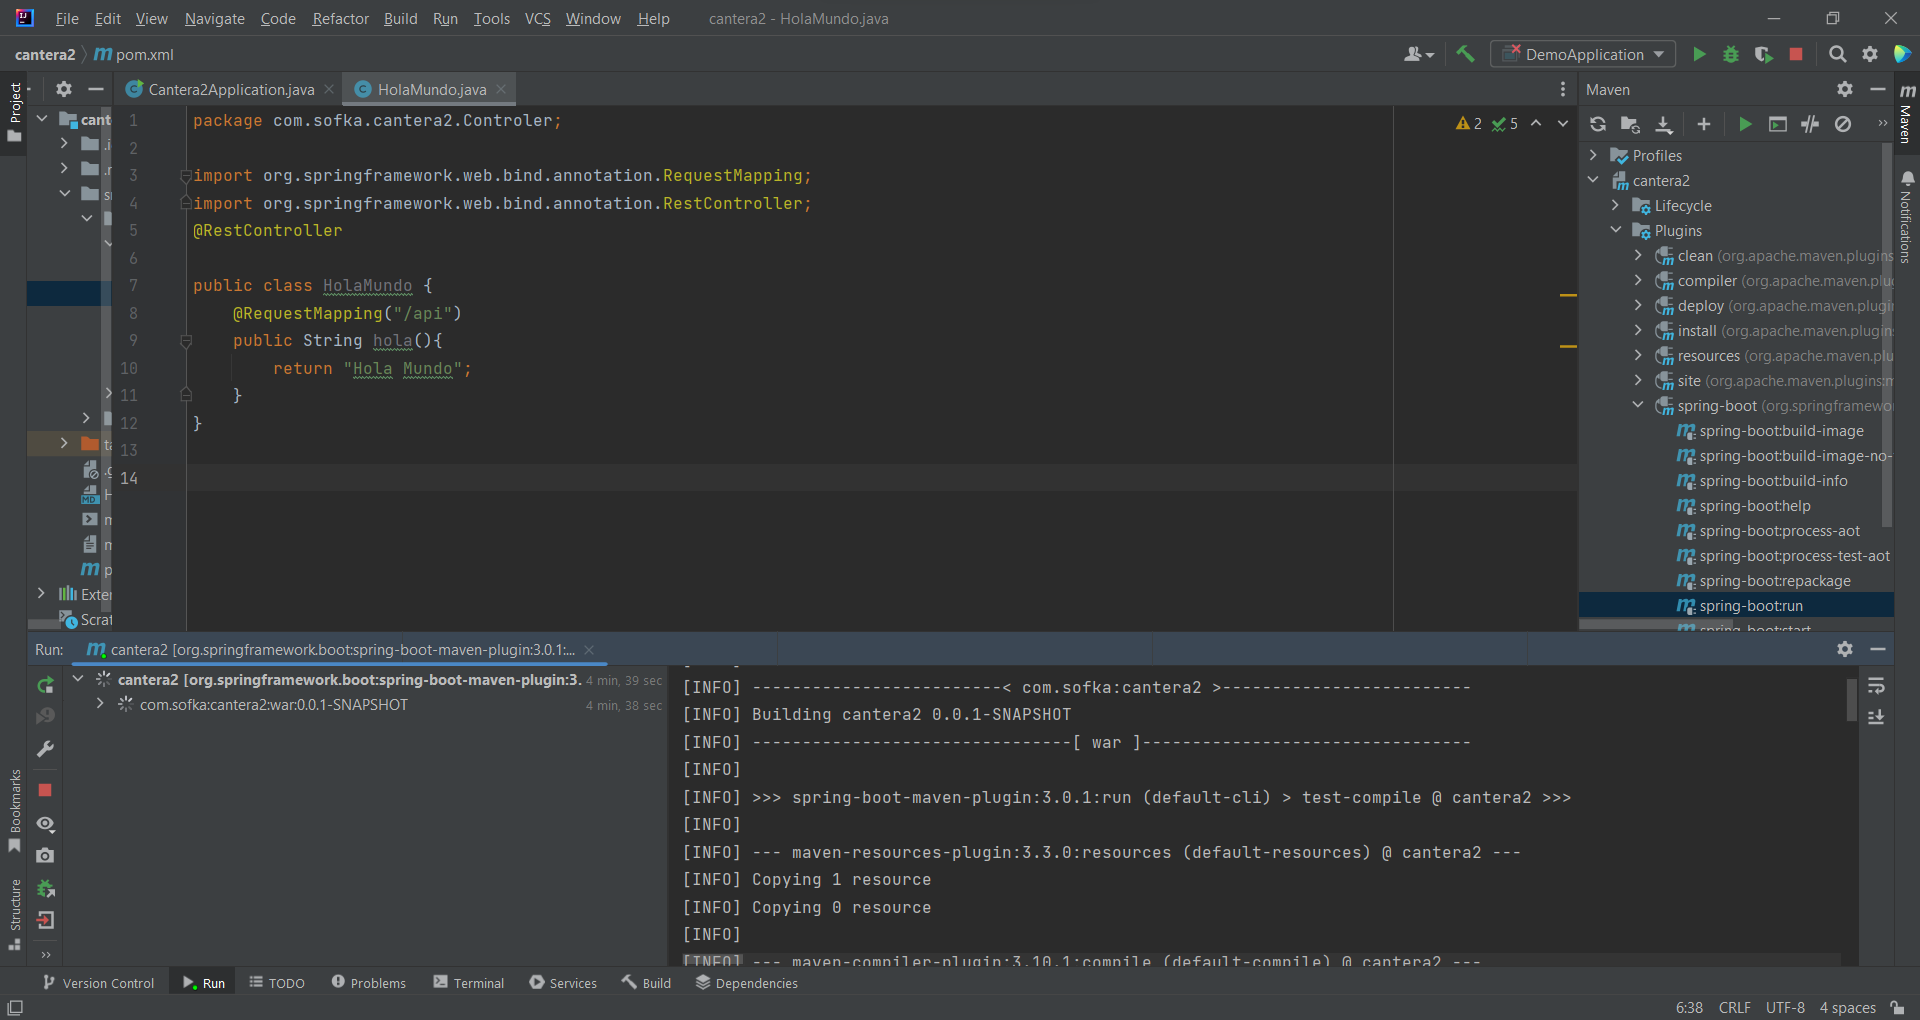 File Edit View Navigate Code Refactor Build Run Tools VCS Window Help cantera2 - HolaMundo.java
cantera2 pom.xml DemoApplication
Project
Cantera2Application.java HolaMundo.java
1 package com.sofka.cantera2.Controler;
2
3 import org.springframework.web.bind.annotation.RequestMapping;
4 import org.springframework.web.bind.annotation.RestController;
5 @RestController
6
7 public class HolaMundo {
8 @RequestMapping("/api")
9 public String hola(){
10 return "Hola Mundo";
11 }
12 }
13
14
2 5
cant
.i
s
ta
.g
H
m
m
p
Exter
Scrat
Maven
Profiles
cantera2
Lifecycle
Plugins
clean (org.apache.maven.plugins
compiler (org.apache.maven.plu
deploy (org.apache.maven.plugin
install (org.apache.maven.plugin
resources (org.apache.maven.plu
site (org.apache.maven.plugins:m
spring-boot (org.springframewo
spring-boot:build-image
spring-boot:build-image-no-
spring-boot:build-info
spring-boot:help
spring-boot:process-aot
spring-boot:process-test-aot
spring-boot:repackage
spring-boot:run
spring-boot:start
Maven
Notifications
Run: cantera2 [org.springframework.boot:spring-boot-maven-plugin:3.0.1:...
cantera2 [org.springframework.boot:spring-boot-maven-plugin:3. 4 min, 39 sec
com.sofka:cantera2:war:0.0.1-SNAPSHOT 4 min, 38 sec
[INFO] -------------------------< com.sofka:cantera2 >-------------------------
[INFO] Building cantera2 0.0.1-SNAPSHOT
[INFO] --------------------------------[ war ]---------------------------------
[INFO]
[INFO] >>> spring-boot-maven-plugin:3.0.1:run (default-cli) > test-compile @ cantera2 >>>
[INFO]
[INFO] --- maven-resources-plugin:3.3.0:resources (default-resources) @ cantera2 ---
[INFO] Copying 1 resource
[INFO] Copying 0 resource
[INFO]
[INFO] --- maven-compiler-plugin:3.10.1:compile (default-compile) @ cantera2 ---
Bookmarks
Structure
Version Control Run TODO Problems Terminal Services Build Dependencies
6:38 CRLF UTF-8 4 spaces